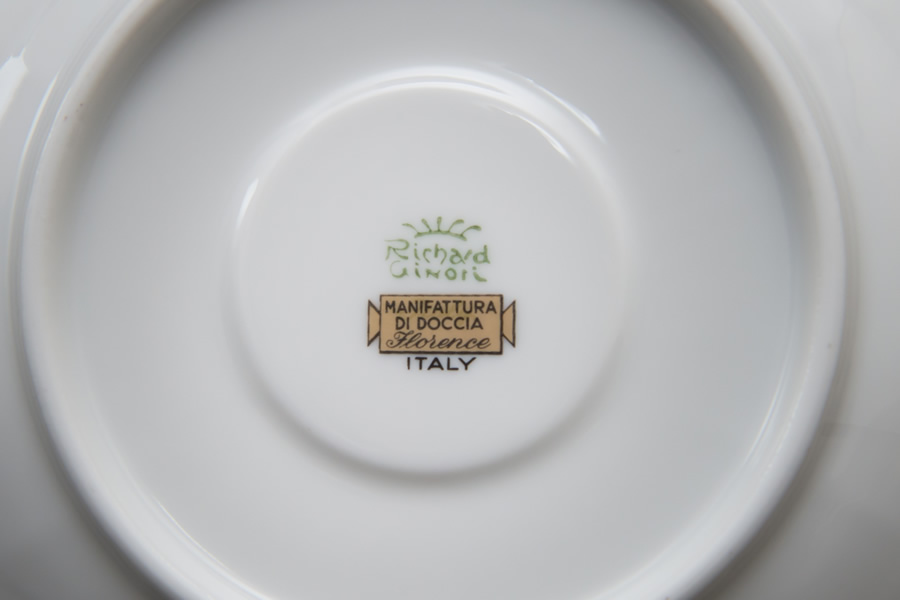 Richard
Ginori
MANIFATTURA
DI DOCCIA
Florence
ITALY